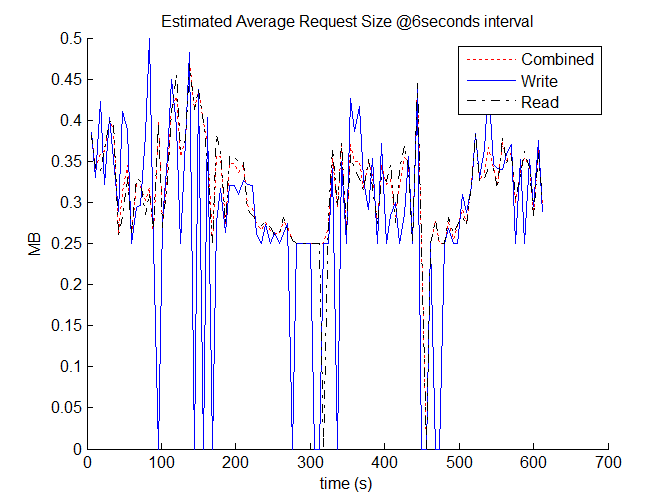 Estimated Average Request Size @6seconds interval
Combined
Write
Read
MB
0.5
0.45
0.4
0.35
0.3
0.25
0.2
0.15
0.1
0.05
0
0 100 200 300 400 500 600 700
time (s)